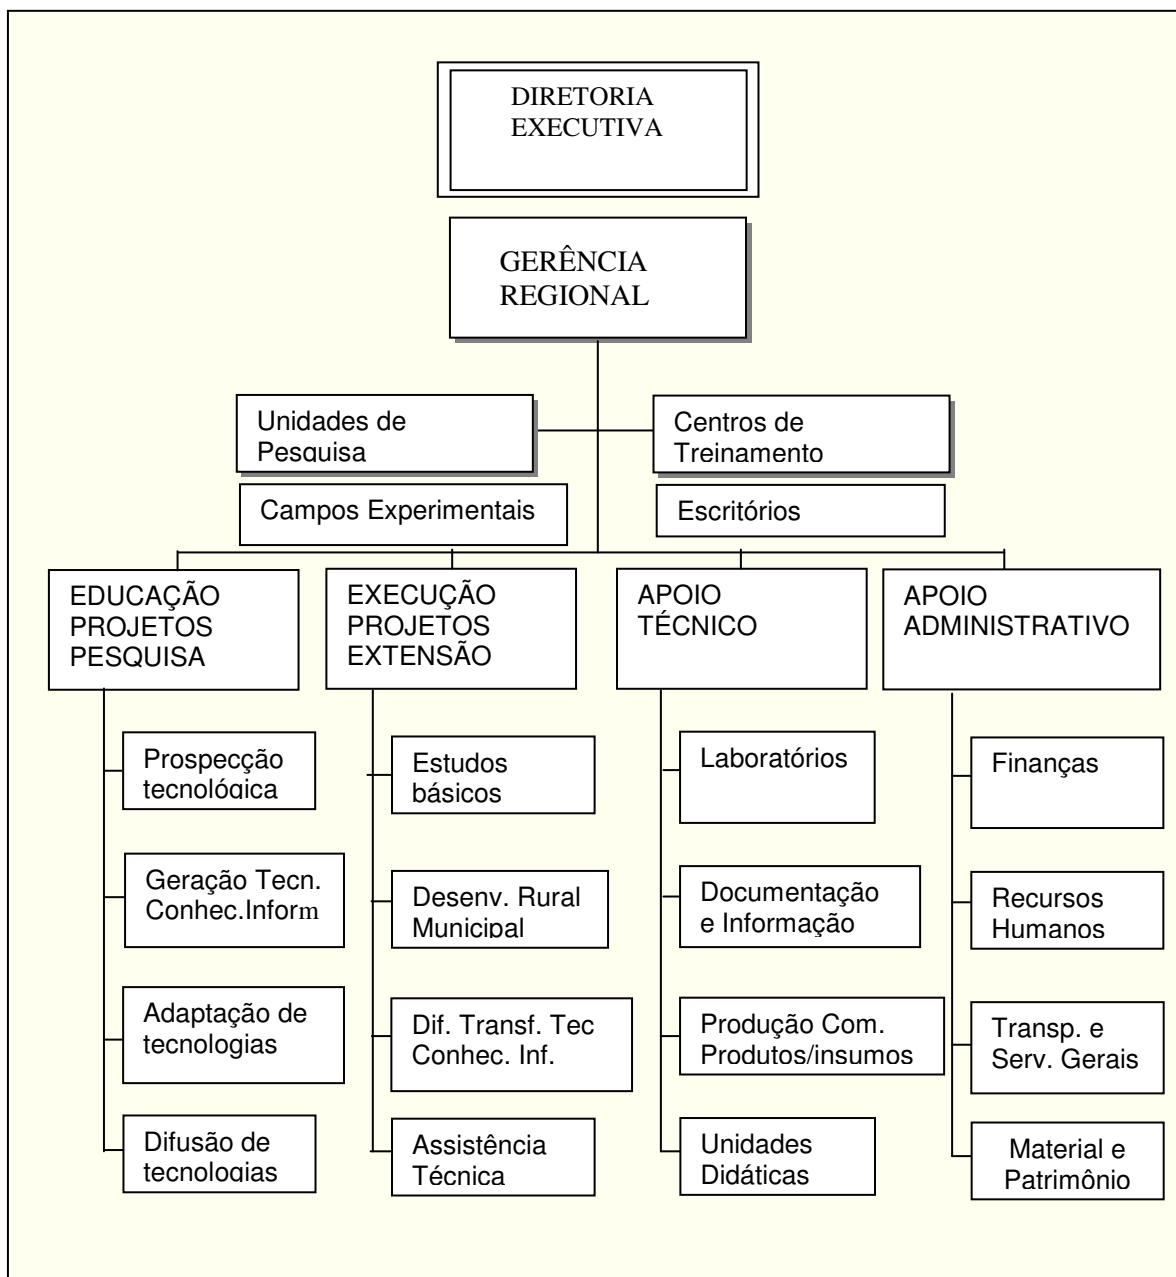 DIRETORIA
EXECUTIVA
GERÊNCIA
REGIONAL
Unidades de
Pesquisa
Centros de
Treinamento
Campos Experimentais
Escritórios
EDUCAÇÃO
PROJETOS
PESQUISA
EXECUÇÃO
PROJETOS
EXTENSÃO
APOIO
TÉCNICO
APOIO
ADMINISTRATIVO
Prospecção
tecnológica
Geração Tecn.
Conhec.Inform
Adaptação de
tecnologias
Difusão de
tecnologias
Estudos
básicos
Desenv. Rural
Municipal
Dif. Transf. Tec
Conhec. Inf.
Assistência
Técnica
Laboratórios
Documentação
e Informação
Produção Com.
Produtos/insumos
Unidades
Didáticas
Finanças
Recursos
Humanos
Transp. e
Serv. Gerais
Material e
Patrimônio